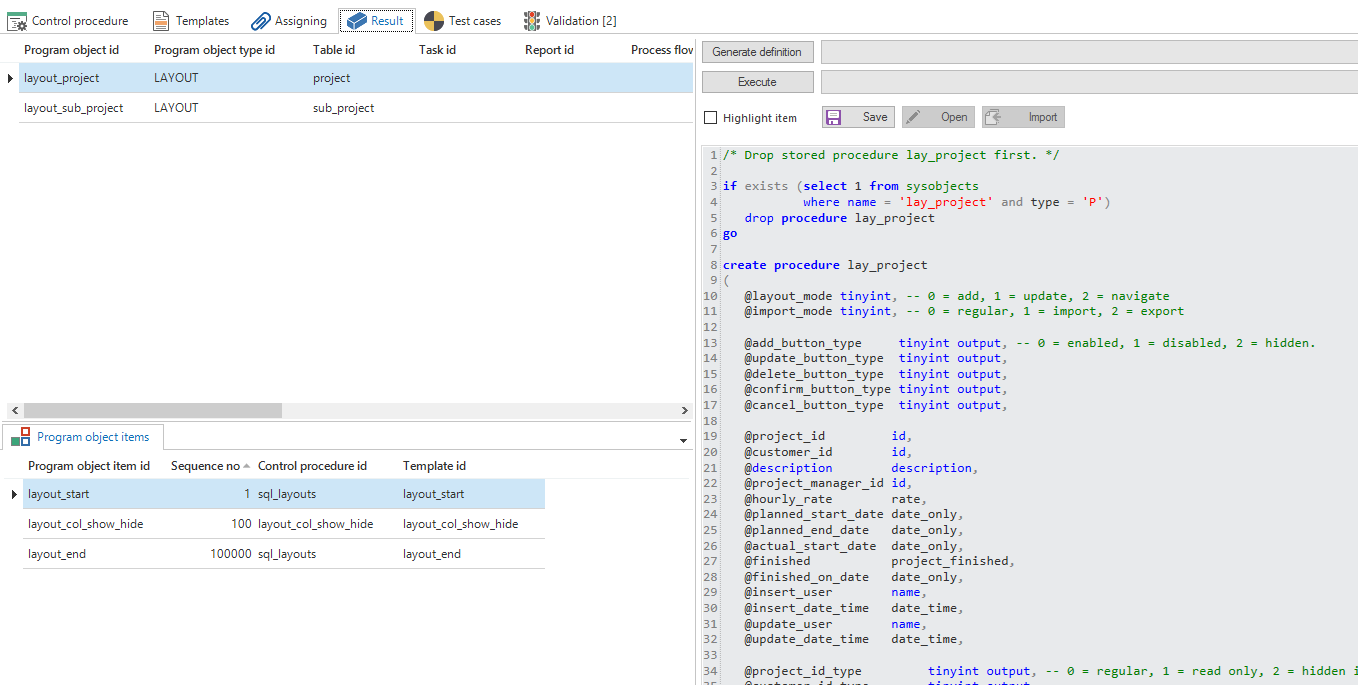 Control procedure Templates Assigning Result Test cases Validation [2]
Program object id Program object type id Table id Task id Report id Process flow
layout_project LAYOUT project
layout_sub_project LAYOUT sub_project
Program object items
Program object item id Sequence no Control procedure id Template id
layout_start 1 sql_layouts layout_start
layout_col_show_hide 100 layout_col_show_hide layout_col_show_hide
layout_end 100000 sql_layouts layout_end
Generate definition
Execute
Highlight item Save Open Import
1 /* Drop stored procedure lay_project first. */
2
3 if exists (select 1 from sysobjects
4 where name = 'lay_project' and type = 'P')
5 drop procedure lay_project
6 go
7
8 create procedure lay_project
9 (
10 @layout_mode tinyint, -- 0 = add, 1 = update, 2 = navigate
11 @import_mode tinyint, -- 0 = regular, 1 = import, 2 = export
12
13 @add_button_type tinyint output, -- 0 = enabled, 1 = disabled, 2 = hidden.
14 @update_button_type tinyint output,
15 @delete_button_type tinyint output,
16 @confirm_button_type tinyint output,
17 @cancel_button_type tinyint output,
18
19 @project_id id,
20 @customer_id id,
21 @description description,
22 @project_manager_id id,
23 @hourly_rate rate,
24 @planned_start_date date_only,
25 @planned_end_date date_only,
26 @actual_start_date date_only,
27 @finished project_finished,
28 @finished_on_date date_only,
29 @insert_user name,
30 @insert_date_time date_time,
31 @update_user name,
32 @update_date_time date_time,
33
34 @project_id_type tinyint output, -- 0 = regular, 1 = read only, 2 = hidden